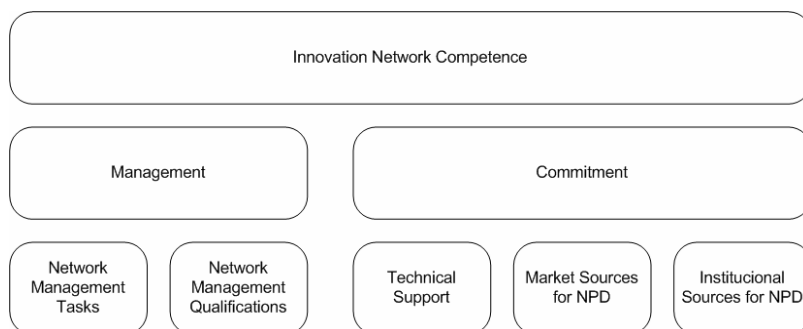 Innovation Network Competence
Management
Commitment
Network
Management
Tasks
Network
Management
Qualifications
Technical
Support
Market Sources
for NPD
Institucional
Sources for NPD